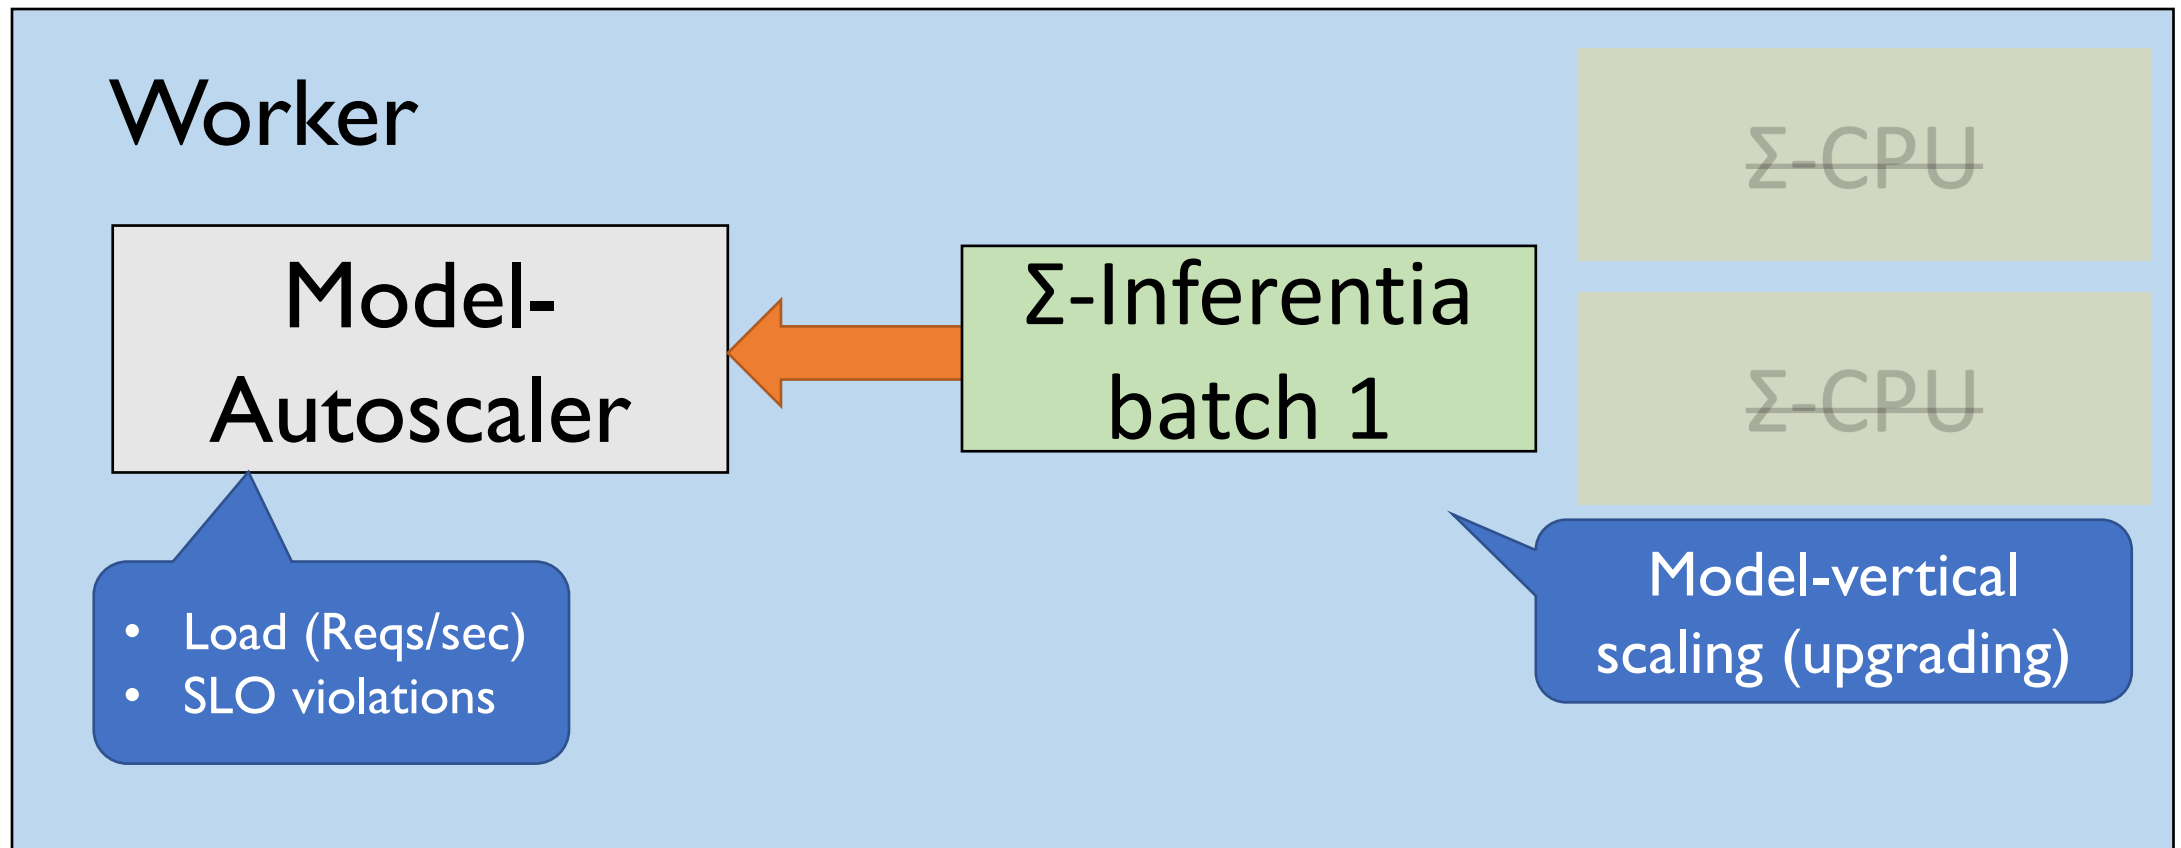 Worker
Σ-CPU
Model-
Autoscaler
Σ-Inferentia
batch 1
Σ-CPU
• Load (Reqs/sec)
• SLO violations
Model-vertical
scaling (upgrading)